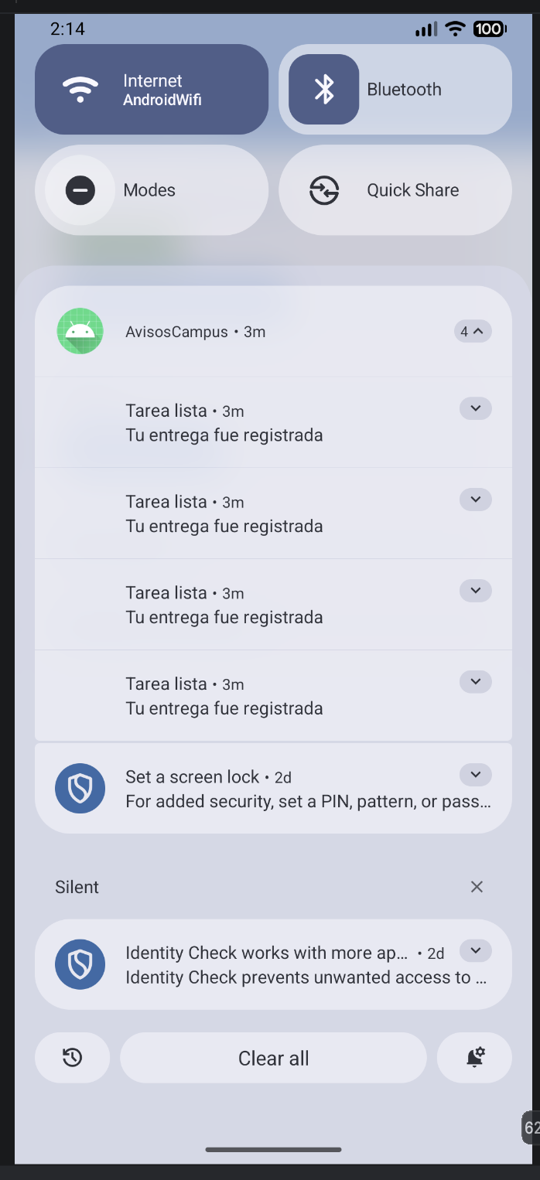 2:14
100
Internet
AndroidWifi
Bluetooth
Modes
Quick Share
AvisosCampus • 3m
4
Tarea lista • 3m
Tu entrega fue registrada
Tarea lista • 3m
Tu entrega fue registrada
Tarea lista • 3m
Tu entrega fue registrada
Tarea lista • 3m
Tu entrega fue registrada
Set a screen lock • 2d
For added security, set a PIN, pattern, or pass…
Silent
Identity Check works with more ap… • 2d
Identity Check prevents unwanted access to …
Clear all
62